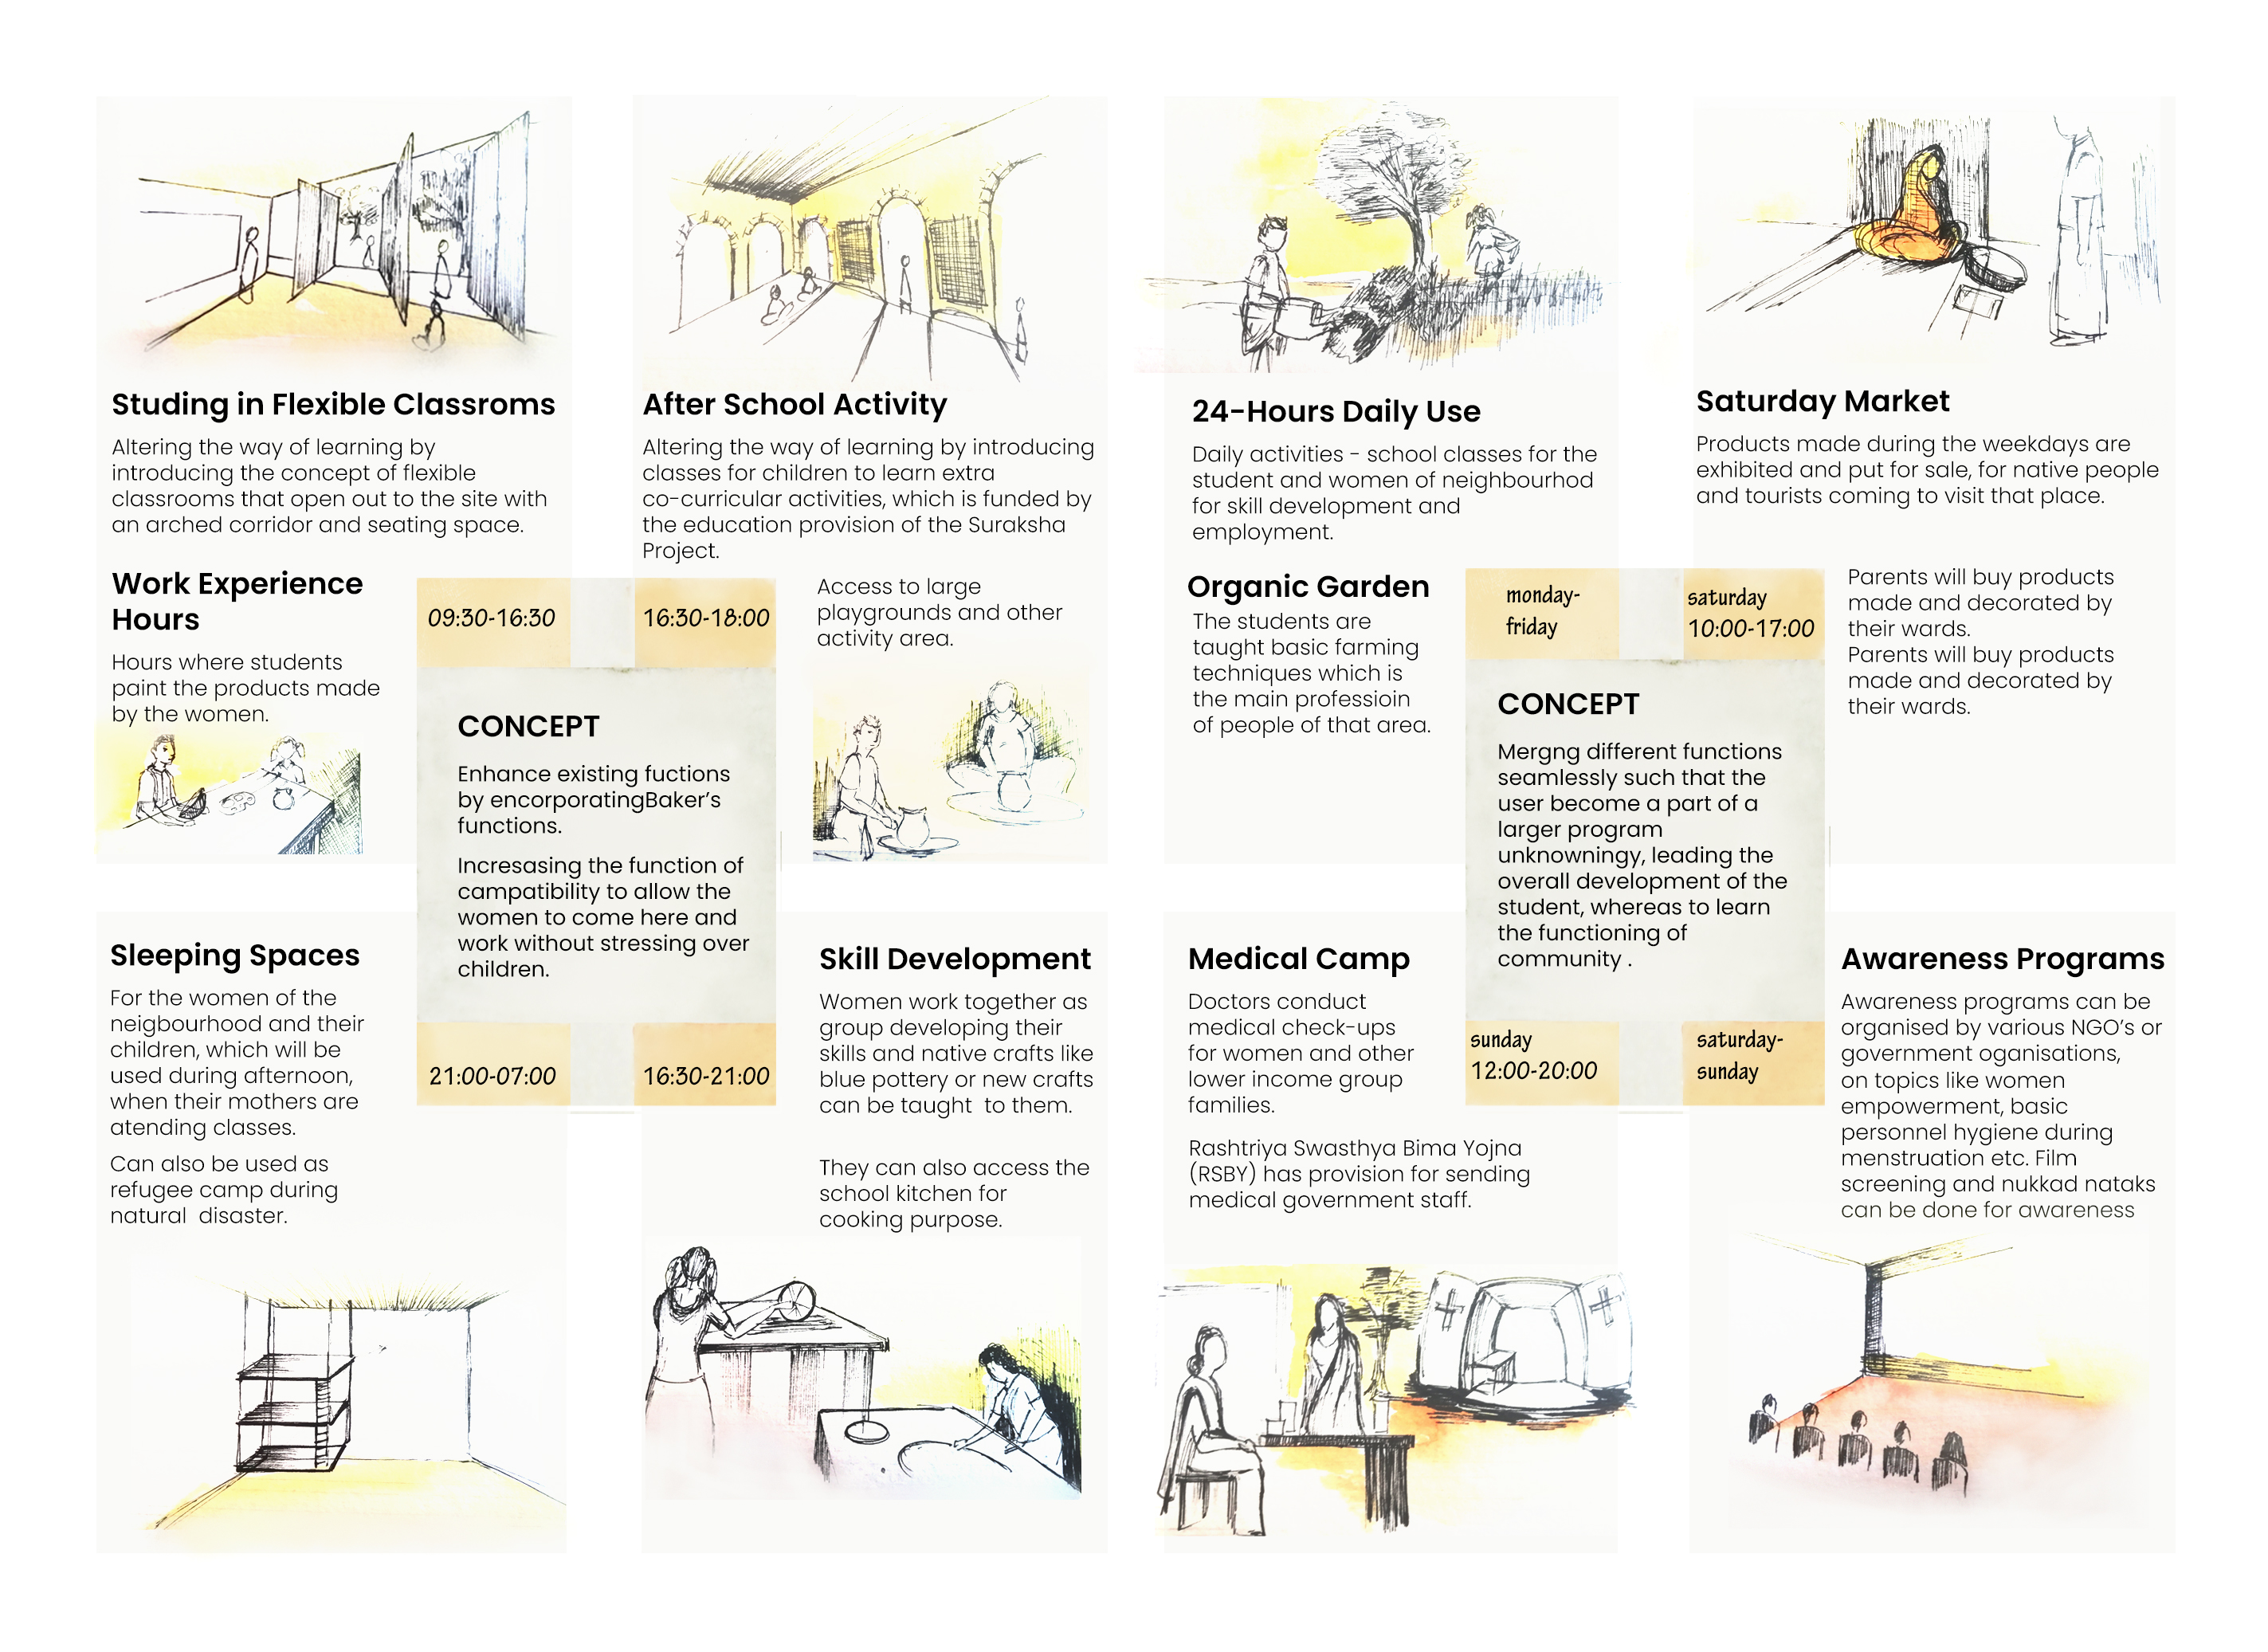 Studing in Flexible Classroms
Altering the way of learning by
introducing the concept of flexible
classrooms that open out to the site with
an arched corridor and seating space.
Work Experience
Hours
Hours where students
paint the products made
by the women.
After School Activity
Altering the way of learning by introducing
classes for children to learn extra
co-curricular activities, which is funded by
the education provision of the Suraksha
Project.
Access to large
playgrounds and other
activity area.
09:30-16:30
16:30-18:00
CONCEPT
Enhance existing fuctions
by encorporatingBaker's
functions.
Incresasing the function of
campatibility to allow the
women to come here and
work without stressing over
children.
21:00-07:00
16:30-21:00
Sleeping Spaces
For the women of the
neigbourhood and their
children, which will be
used during afternoon,
when their mothers are
atending classes.
Can also be used as
refugee camp during
natural disaster.
Skill Development
Women work together as
group developing their
skills and native crafts like
blue pottery or new crafts
can be taught to them.
They can also access the
school kitchen for
cooking purpose.
24-Hours Daily Use
Daily activities - school classes for the
student and women of neighbourhod
for skill development and
employment.
Organic Garden
The students are
taught basic farming
techniques which is
the main professioin
of people of that area.
Saturday Market
Products made during the weekdays are
exhibited and put for sale, for native people
and tourists coming to visit that place.
Parents will buy products
made and decorated by
their wards.
Parents will buy products
made and decorated by
their wards.
monday-
friday
saturday
10:00-17:00
CONCEPT
Mergng different functions
seamlessly such that the
user become a part of a
larger program
unknowningy, leading the
overall development of the
student, whereas to learn
the functioning of
community .
sunday
12:00-20:00
saturday-
sunday
Medical Camp
Doctors conduct
medical check-ups
for women and other
lower income group
families.
Rashtriya Swasthya Bima Yojna
(RSBY) has provision for sending
medical government staff.
Awareness Programs
Awareness programs can be
organised by various NGO's or
government oganisations,
on topics like women
empowerment, basic
personnel hygiene during
menstruation etc. Film
screening and nukkad nataks
can be done for awareness